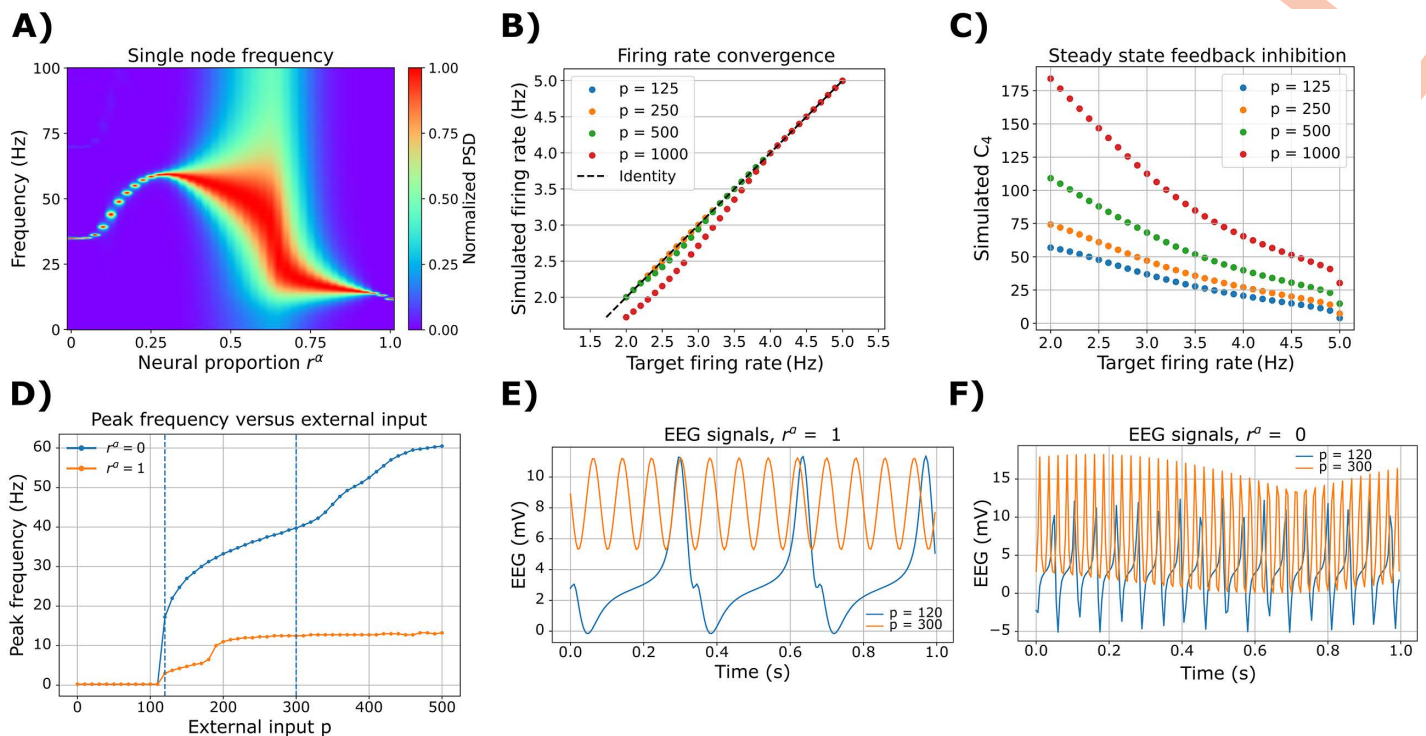 A)
Single node frequency
100
75
50
25
0
Frequency (Hz)
0
0.25
0.5
0.75
1.0
Neural proportion r^α
1.00
0.75
0.50
0.25
0.00
Normalized PSD
B)
Firing rate convergence
5.0
4.5
4.0
3.5
3.0
2.5
2.0
Simulated firing rate (Hz)
p = 125
p = 250
p = 500
p = 1000
Identity
1.5 2.0 2.5 3.0 3.5 4.0 4.5 5.0 5.5
Target firing rate (Hz)
C)
Steady state feedback inhibition
175
150
125
100
75
50
25
0
Simulated C₄
p = 125
p = 250
p = 500
p = 1000
2.0 2.5 3.0 3.5 4.0 4.5 5.0
Target firing rate (Hz)
D)
Peak frequency versus external input
60
50
40
30
20
10
0
Peak frequency (Hz)
r^a = 0
r^a = 1
0 100 200 300 400 500
External input p
E)
EEG signals, r^a = 1
10
8
6
4
2
0
EEG (mV)
p = 120
p = 300
0.0 0.2 0.4 0.6 0.8 1.0
Time (s)
F)
EEG signals, r^a = 0
15
10
5
0
−5
EEG (mV)
p = 120
p = 300
0.0 0.2 0.4 0.6 0.8 1.0
Time (s)